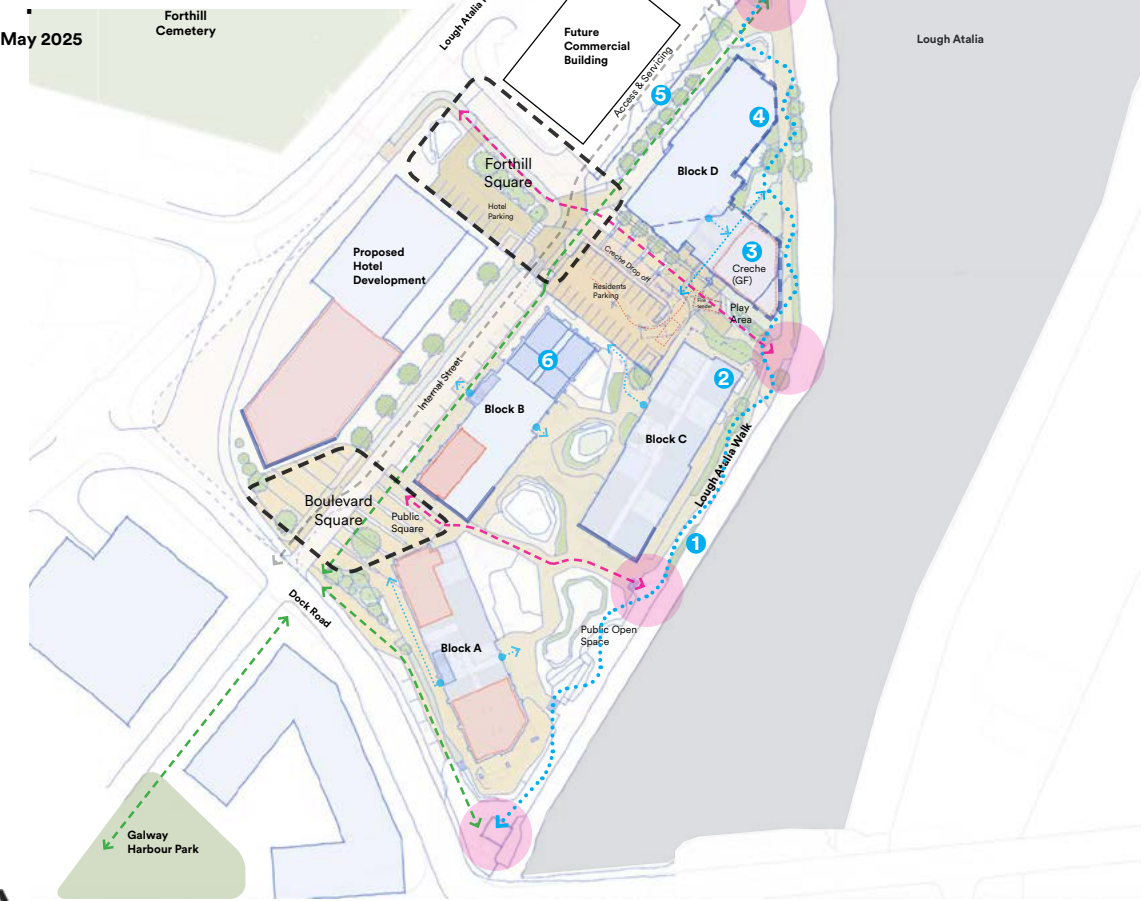 May 2025
Forthill
Cemetery
Lough Atalia
Future
Commercial
Building
Lough Atalia
Access & Servicing
5
4
Block D
Forthill
Square
Hotel
Parking
Proposed
Hotel
Development
Creche Drop off
Residents
Parking
3
Creche
(GF)
Play
Area
Internal Street
6
Block B
2
Block C
Lough Atalia Walk
Boulevard
Square
Public
Square
1
Dock Road
Public Open
Space
Block A
Galway
Harbour Park